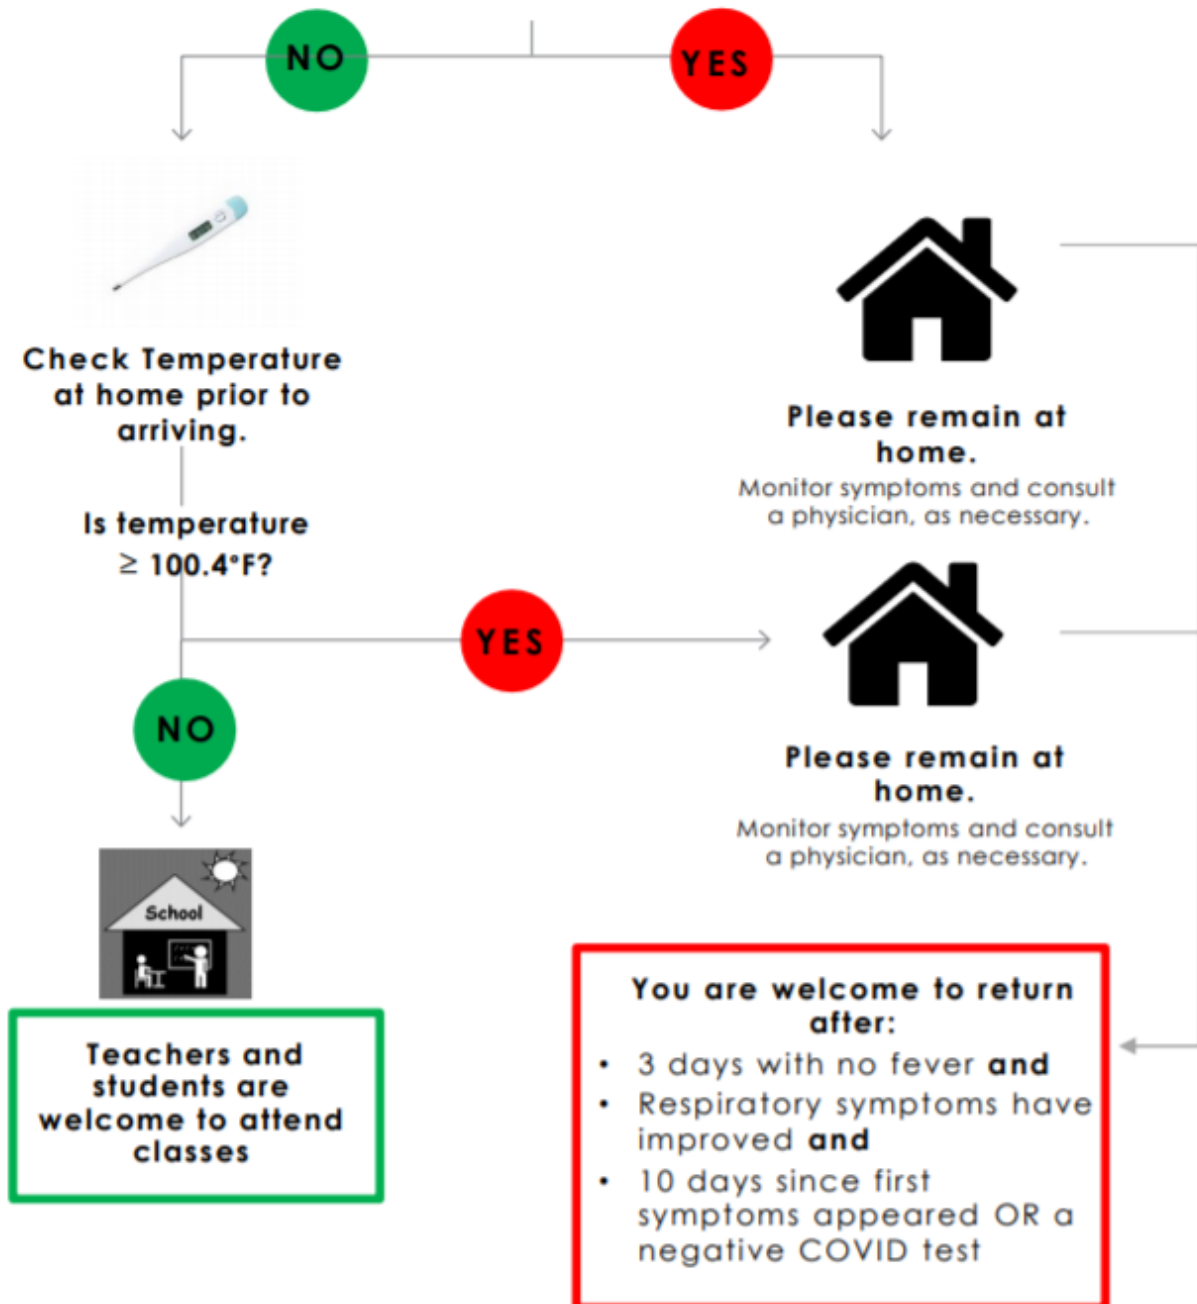 NO
YES
Check Temperature
at home prior to
arriving.
Is temperature
≥ 100.4°F?
Please remain at
home.
Monitor symptoms and consult
a physician, as necessary.
YES
NO
Please remain at
home.
Monitor symptoms and consult
a physician, as necessary.
School
Teachers and
students are
welcome to attend
classes
You are welcome to return
after:
• 3 days with no fever and
• Respiratory symptoms have
improved and
• 10 days since first
symptoms appeared OR a
negative COVID test